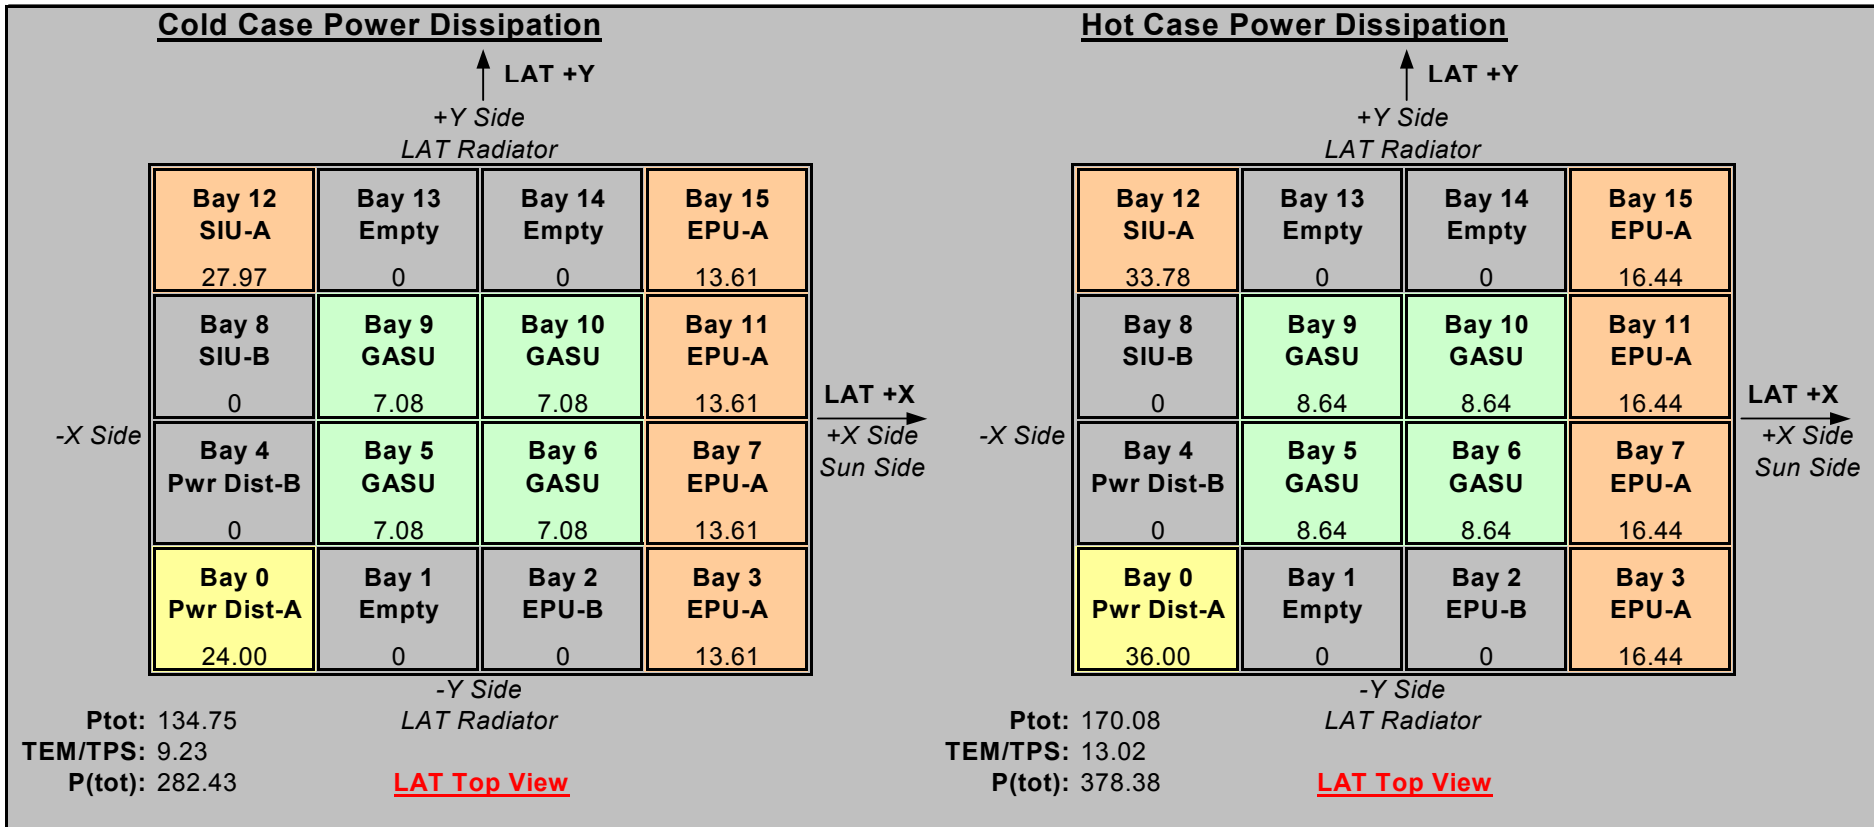 Cold Case Power Dissipation
LAT +Y
+Y Side
LAT Radiator
Bay 12 Bay 13 Bay 14 Bay 15
SIU-A Empty Empty EPU-A
27.97 0 0 13.61
Bay 8 Bay 9 Bay 10 Bay 11
SIU-B GASU GASU EPU-A
0 7.08 7.08 13.61
LAT +X
-X Side
+X Side
Sun Side
Bay 4 Bay 5 Bay 6 Bay 7
Pwr Dist-B GASU GASU EPU-A
0 7.08 7.08 13.61
Bay 0 Bay 1 Bay 2 Bay 3
Pwr Dist-A Empty EPU-B EPU-A
24.00 0 0 13.61
-Y Side
LAT Radiator
Ptot: 134.75
TEM/TPS: 9.23
P(tot): 282.43
LAT Top View
Hot Case Power Dissipation
LAT +Y
+Y Side
LAT Radiator
Bay 12 Bay 13 Bay 14 Bay 15
SIU-A Empty Empty EPU-A
33.78 0 0 16.44
Bay 8 Bay 9 Bay 10 Bay 11
SIU-B GASU GASU EPU-A
0 8.64 8.64 16.44
LAT +X
-X Side
+X Side
Sun Side
Bay 4 Bay 5 Bay 6 Bay 7
Pwr Dist-B GASU GASU EPU-A
0 8.64 8.64 16.44
Bay 0 Bay 1 Bay 2 Bay 3
Pwr Dist-A Empty EPU-B EPU-A
36.00 0 0 16.44
-Y Side
LAT Radiator
Ptot: 170.08
TEM/TPS: 13.02
P(tot): 378.38
LAT Top View